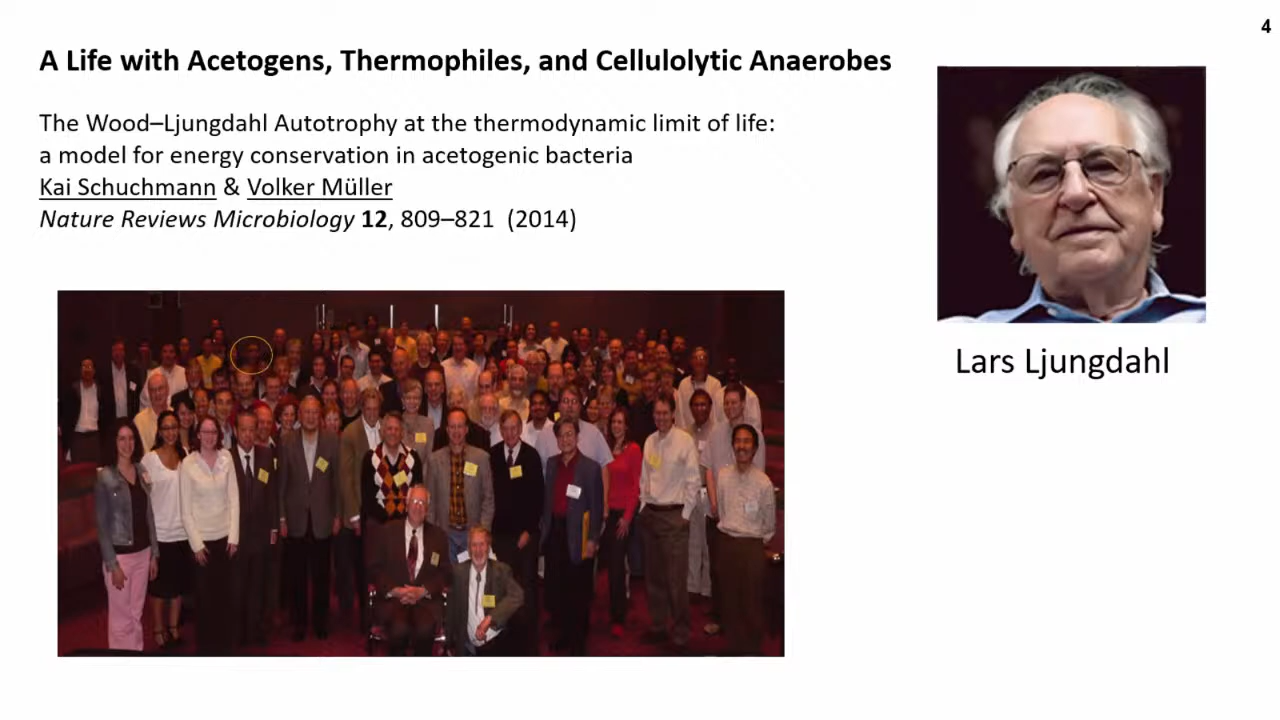 4
A Life with Acetogens, Thermophiles, and Cellulolytic Anaerobes
The Wood–Ljungdahl Autotrophy at the thermodynamic limit of life:
a model for energy conservation in acetogenic bacteria
Kai Schuchmann & Volker Müller
Nature Reviews Microbiology 12, 809–821 (2014)
Lars Ljungdahl